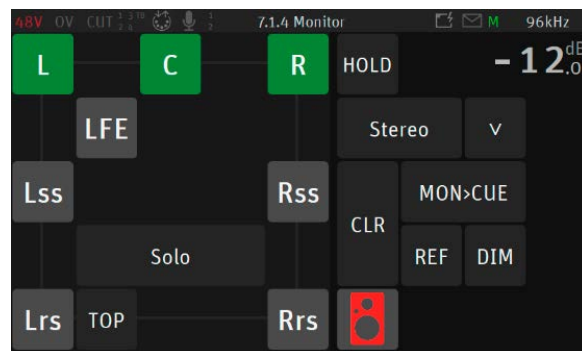 48V OV CUT 7.1.4 Monitor M 96kHz
L C R HOLD -12.0 dB
LFE Stereo V
Lss Rss CLR MON>CUE
Solo REF DIM
Lrs TOP Rrs